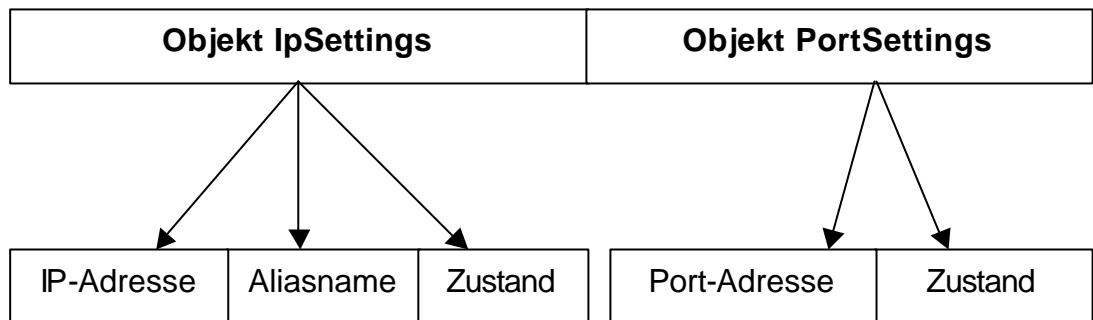 Objekt IpSettings
Objekt PortSettings
IP-Adresse
Aliasname
Zustand
Port-Adresse
Zustand